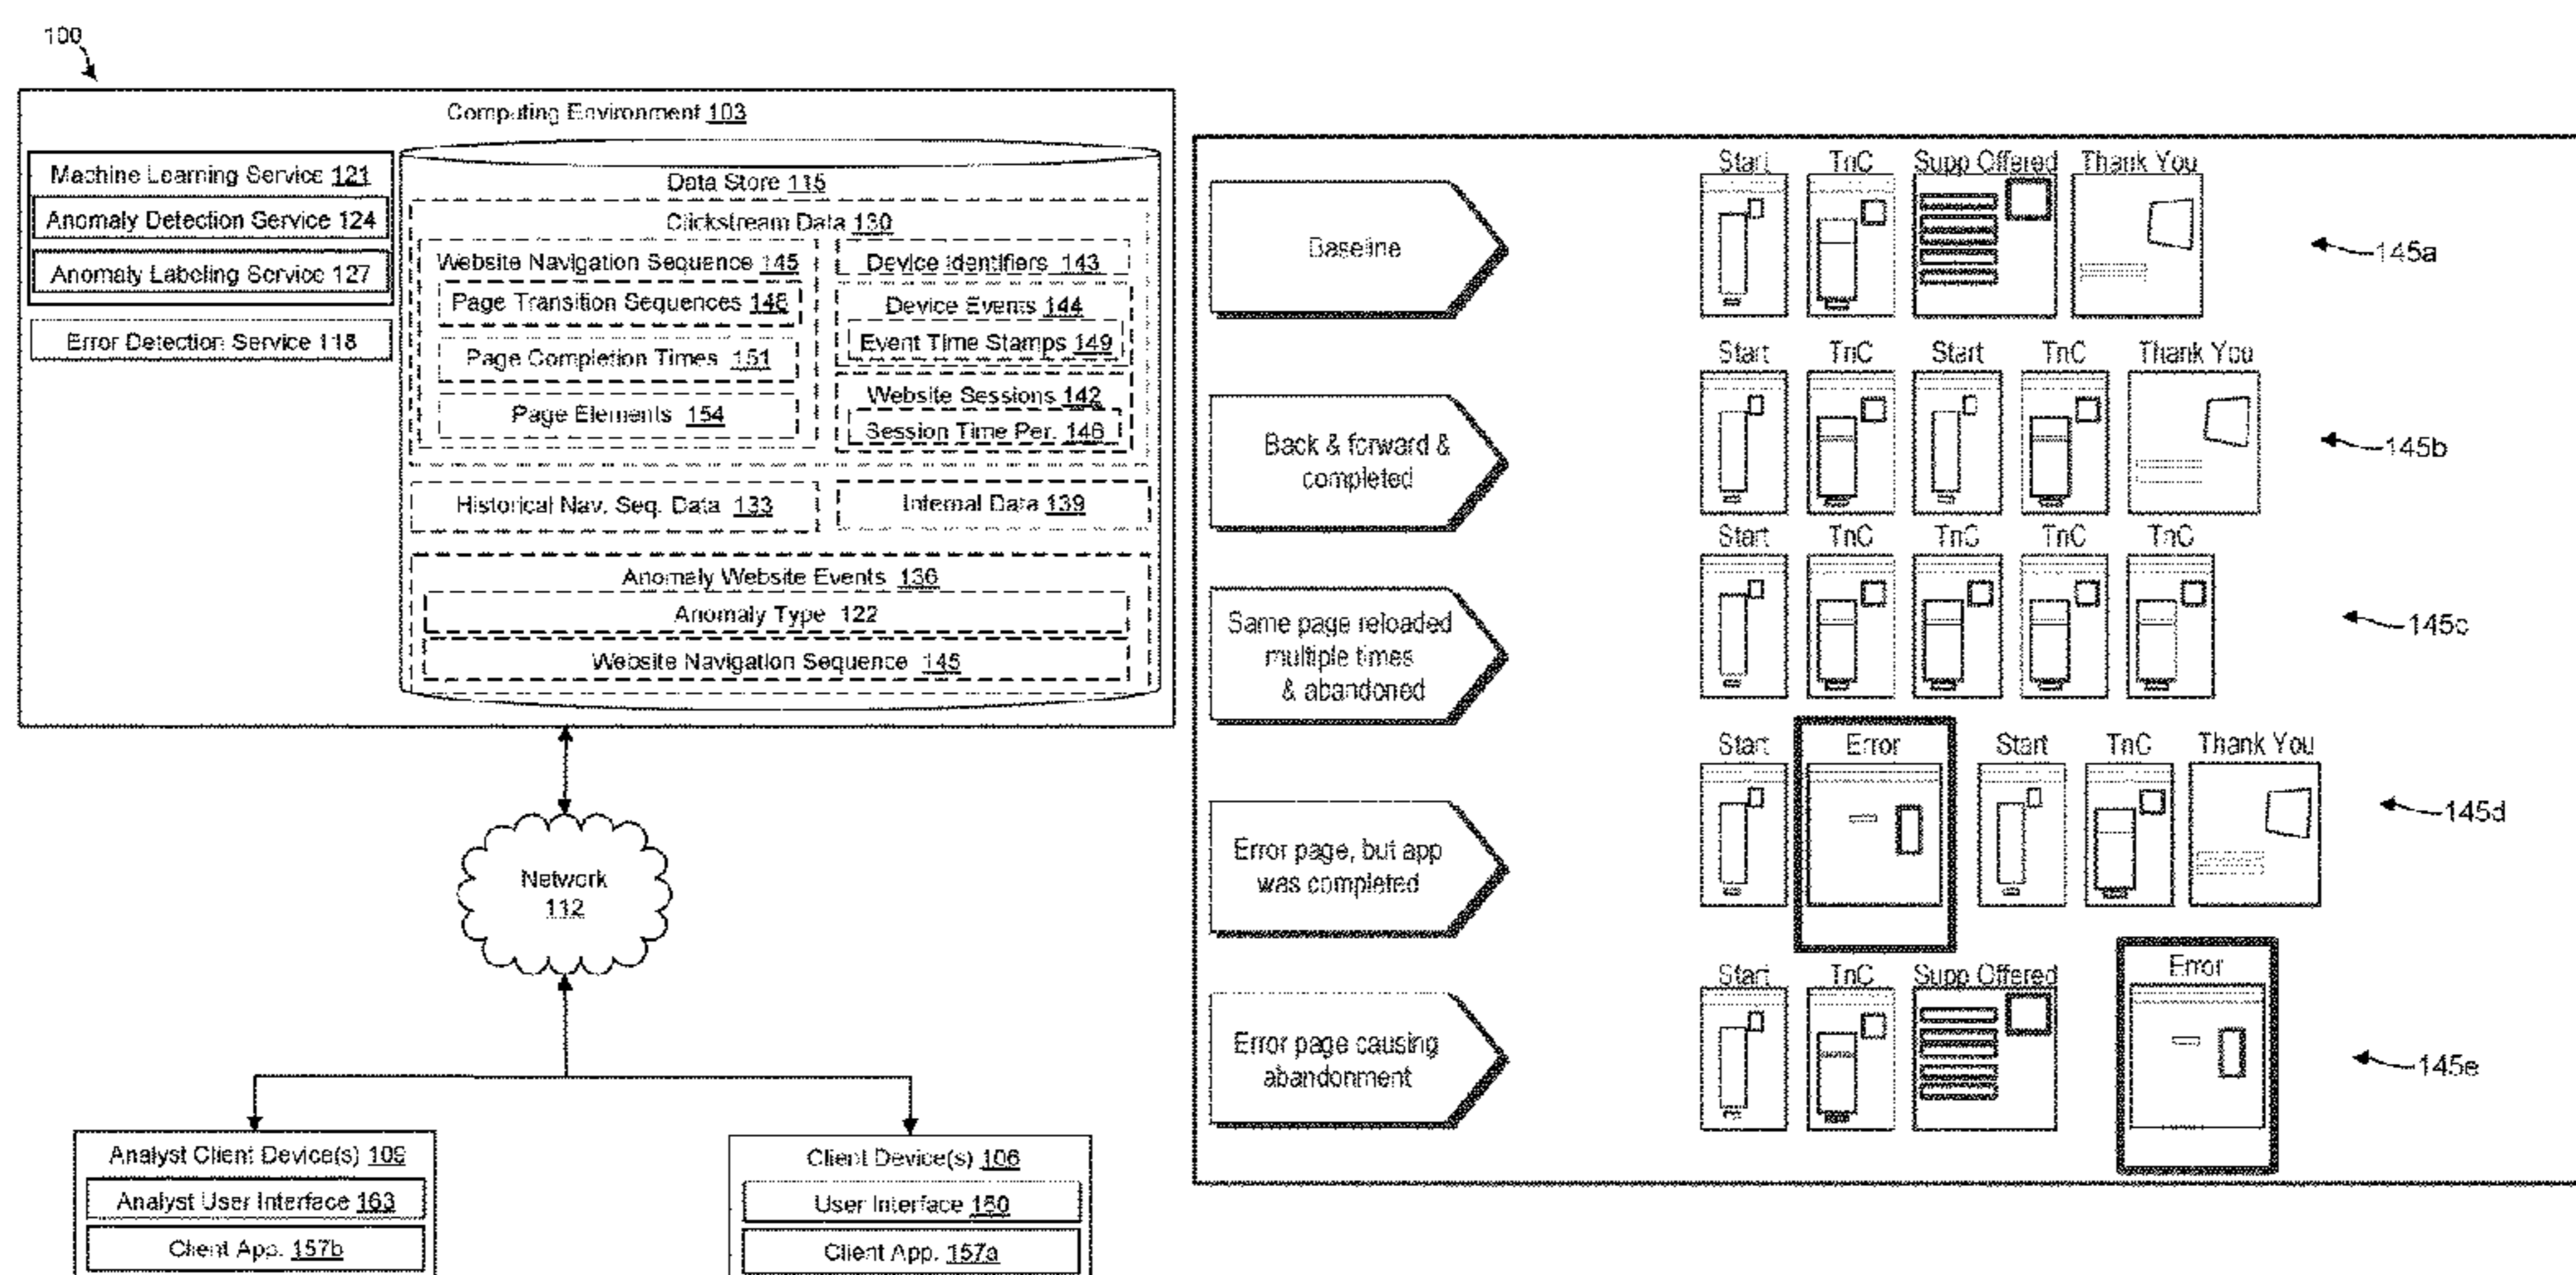 100
Computing Environment 103
Machine Learning Service 121
Anomaly Detection Service 124
Anomaly Labeling Service 127
Error Detection Service 118
Data Store 115
Clickstream Data 130
Website Navigation Sequence 145
Page Transition Sequences 148
Page Completion Times 151
Page Elements 154
Device Identifiers 143
Device Events 144
Event Time Stamps 149
Website Sessions 142
Session Time Per. 146
Historical Nav. Seq. Data 133
Internal Data 139
Anomaly Website Events 136
Anomaly Type 122
Website Navigation Sequence 145
Network
112
Analyst Client Device(s) 109
Analyst User Interface 163
Client App. 157b
Client Device(s) 106
User Interface 160
Client App. 157a
Baseline
Start TnC Supp Offered Thank You
145a
Back & forward &
completed
Start TnC Start TnC Thank You
145b
Same page reloaded
multiple times
& abandoned
Start TnC TnC TnC TnC
145c
Error page, but app
was completed
Start Error Start TnC Thank You
145d
Error page causing
abandonment
Start TnC Supp Offered Error
145e